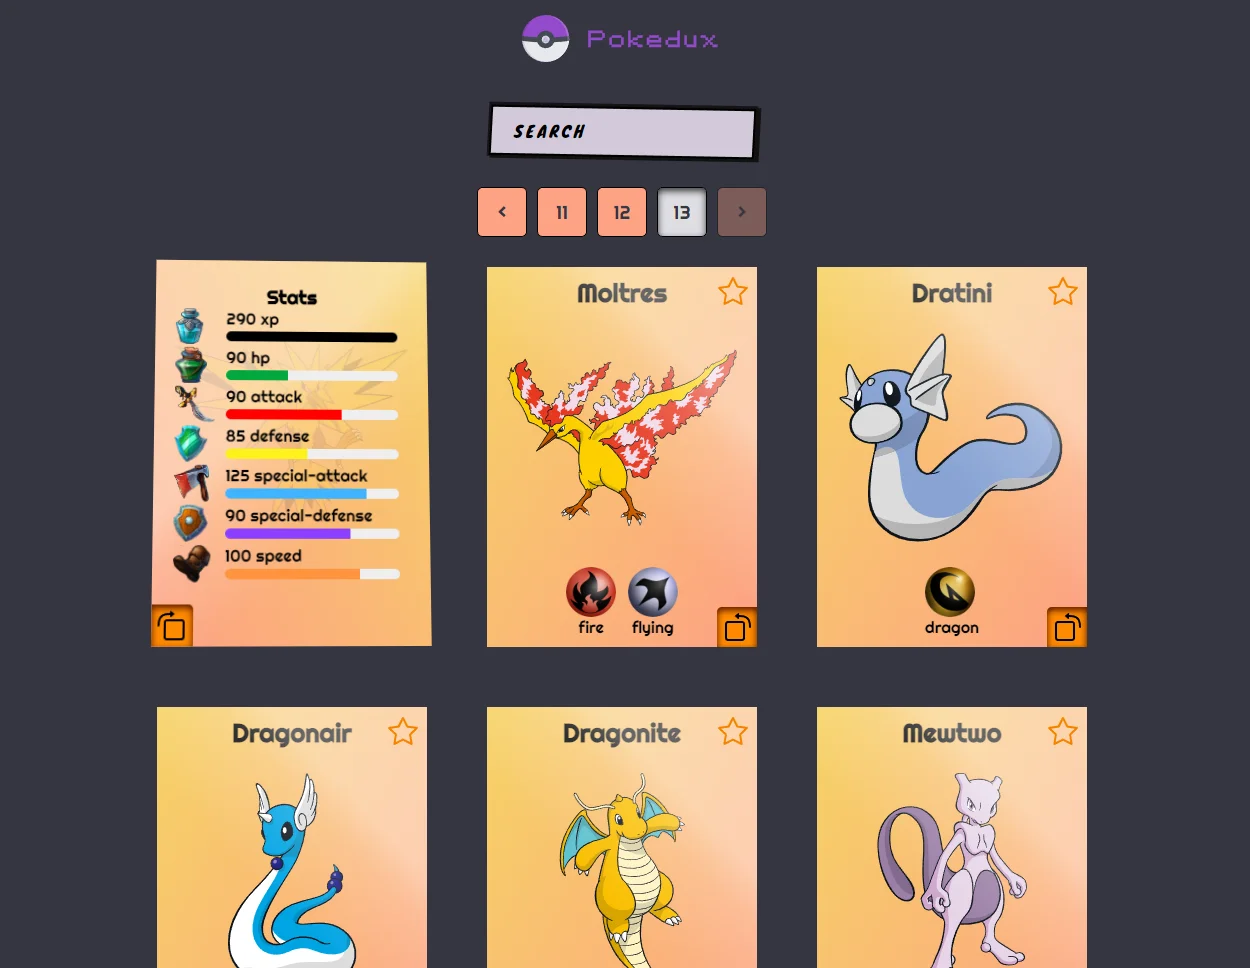 Pokedux
SEARCH
11
12
13
Stats
290 xp
90 hp
90 attack
85 defense
125 special-attack
90 special-defense
100 speed
Moltres
fire
flying
Dratini
dragon
Dragonair
Dragonite
Mewtwo